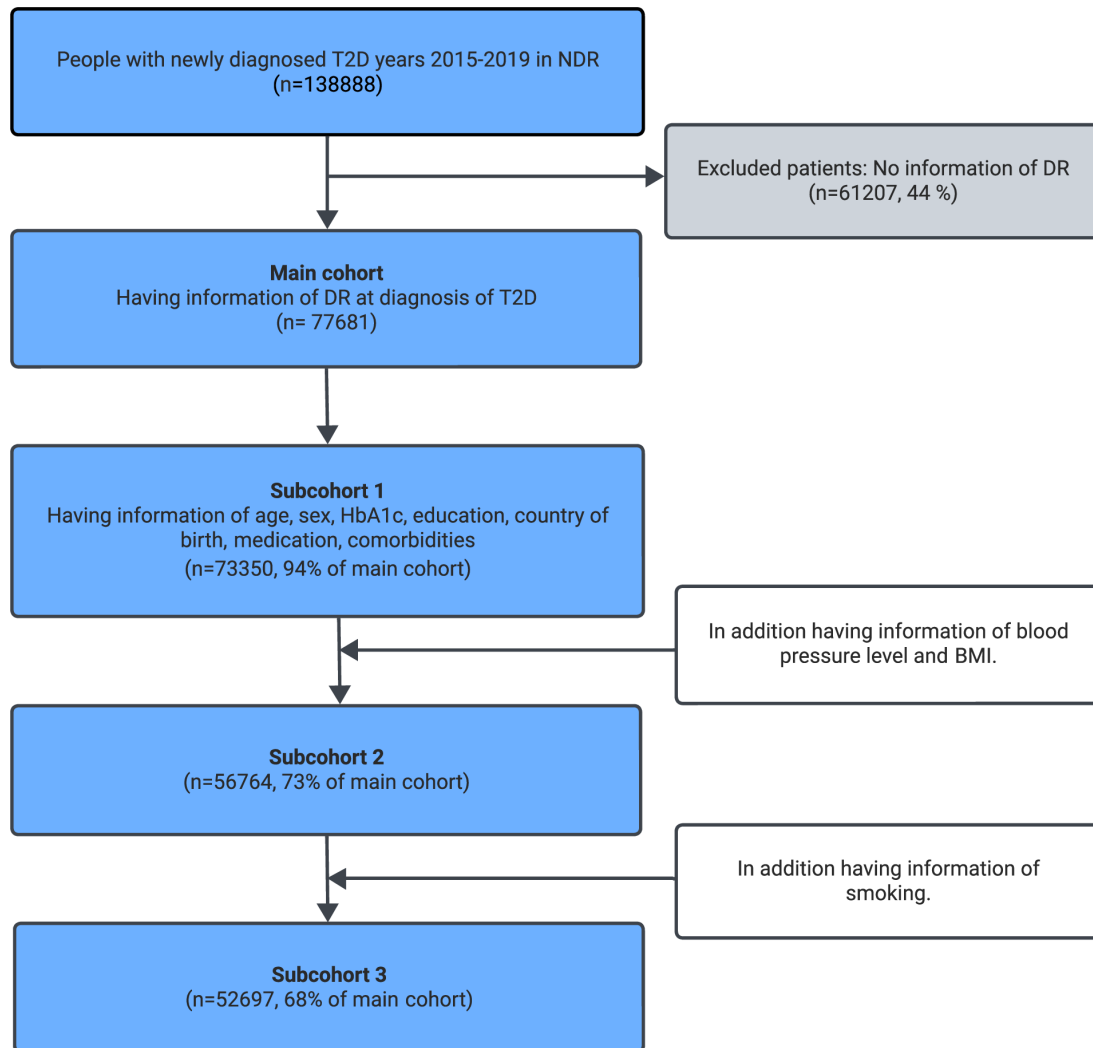 People with newly diagnosed T2D years 2015-2019 in NDR
(n=138888)
Excluded patients: No information of DR
(n=61207, 44 %)
Main cohort
Having information of DR at diagnosis of T2D
(n= 77681)
Subcohort 1
Having information of age, sex, HbA1c, education, country of
birth, medication, comorbidities
(n=73350, 94% of main cohort)
In addition having information of blood
pressure level and BMI.
Subcohort 2
(n=56764, 73% of main cohort)
In addition having information of
smoking.
Subcohort 3
(n=52697, 68% of main cohort)